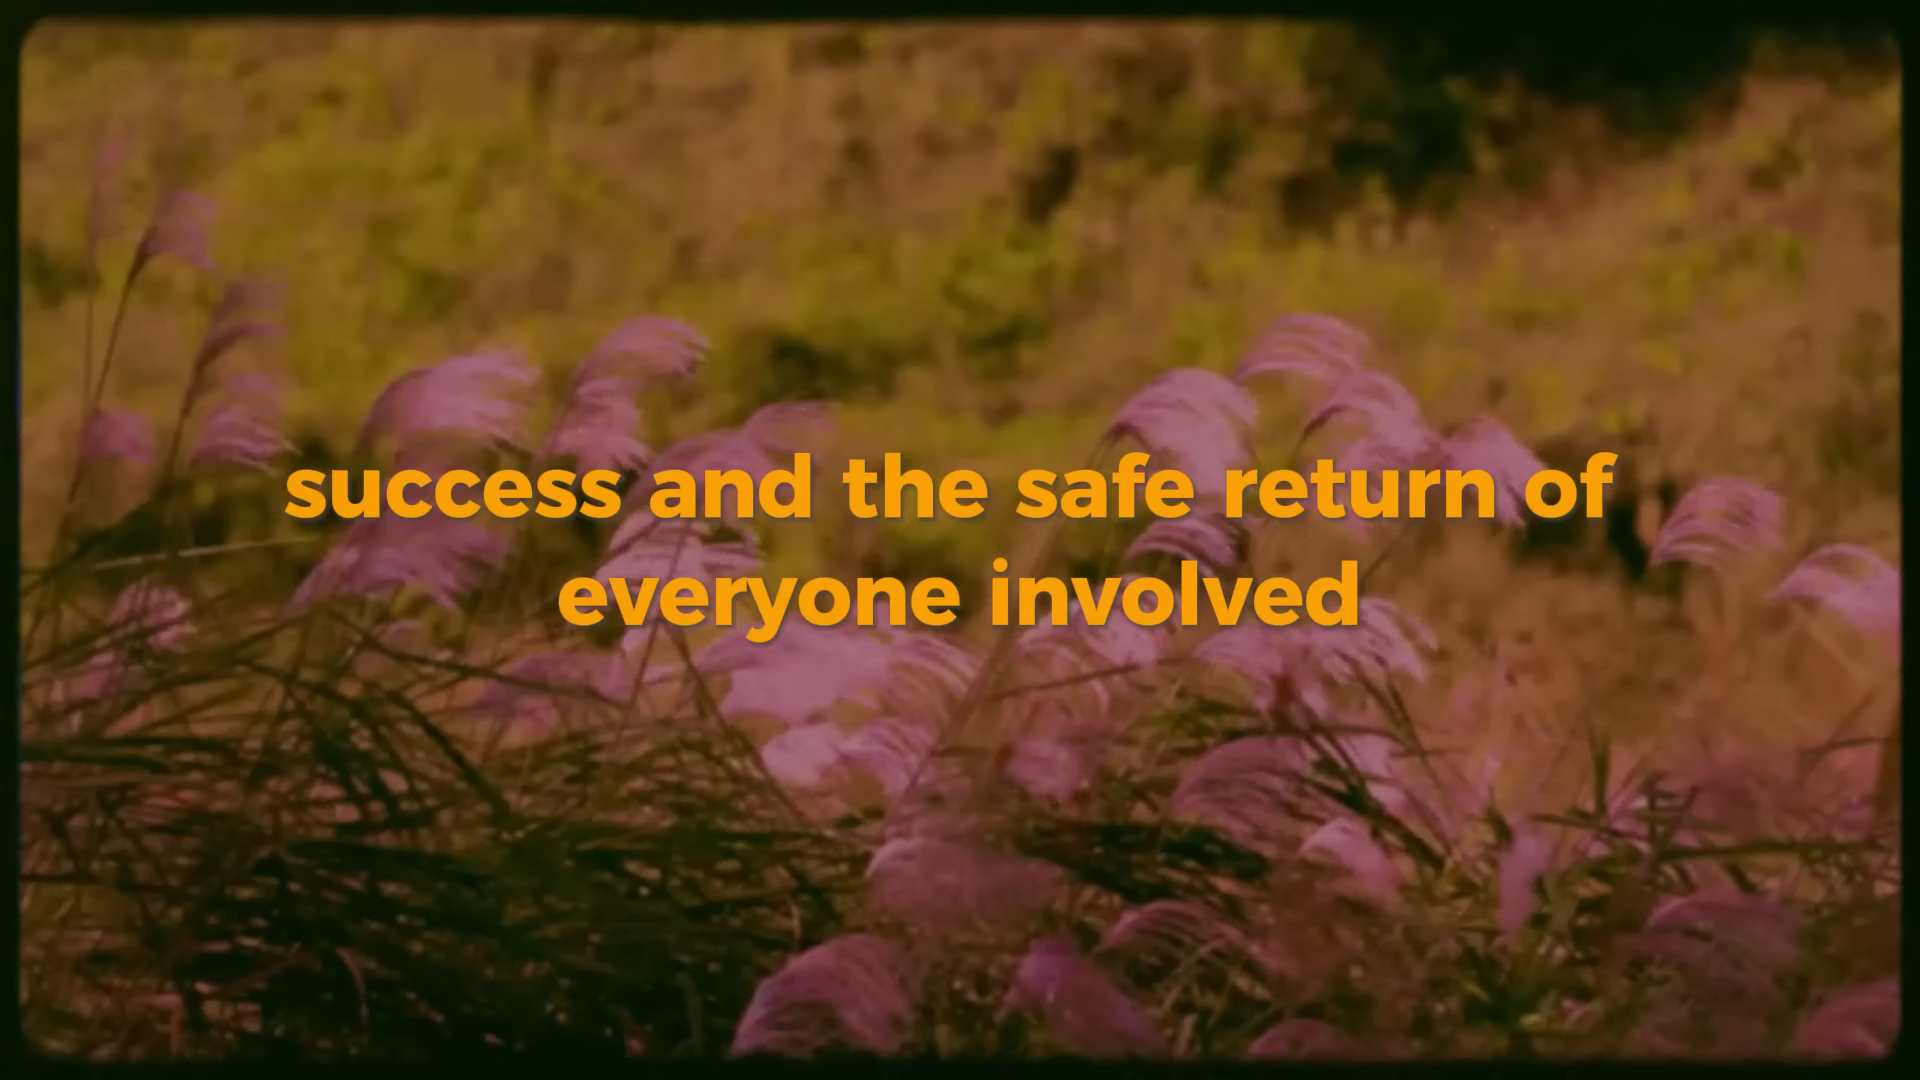 success and the safe return of
everyone involved